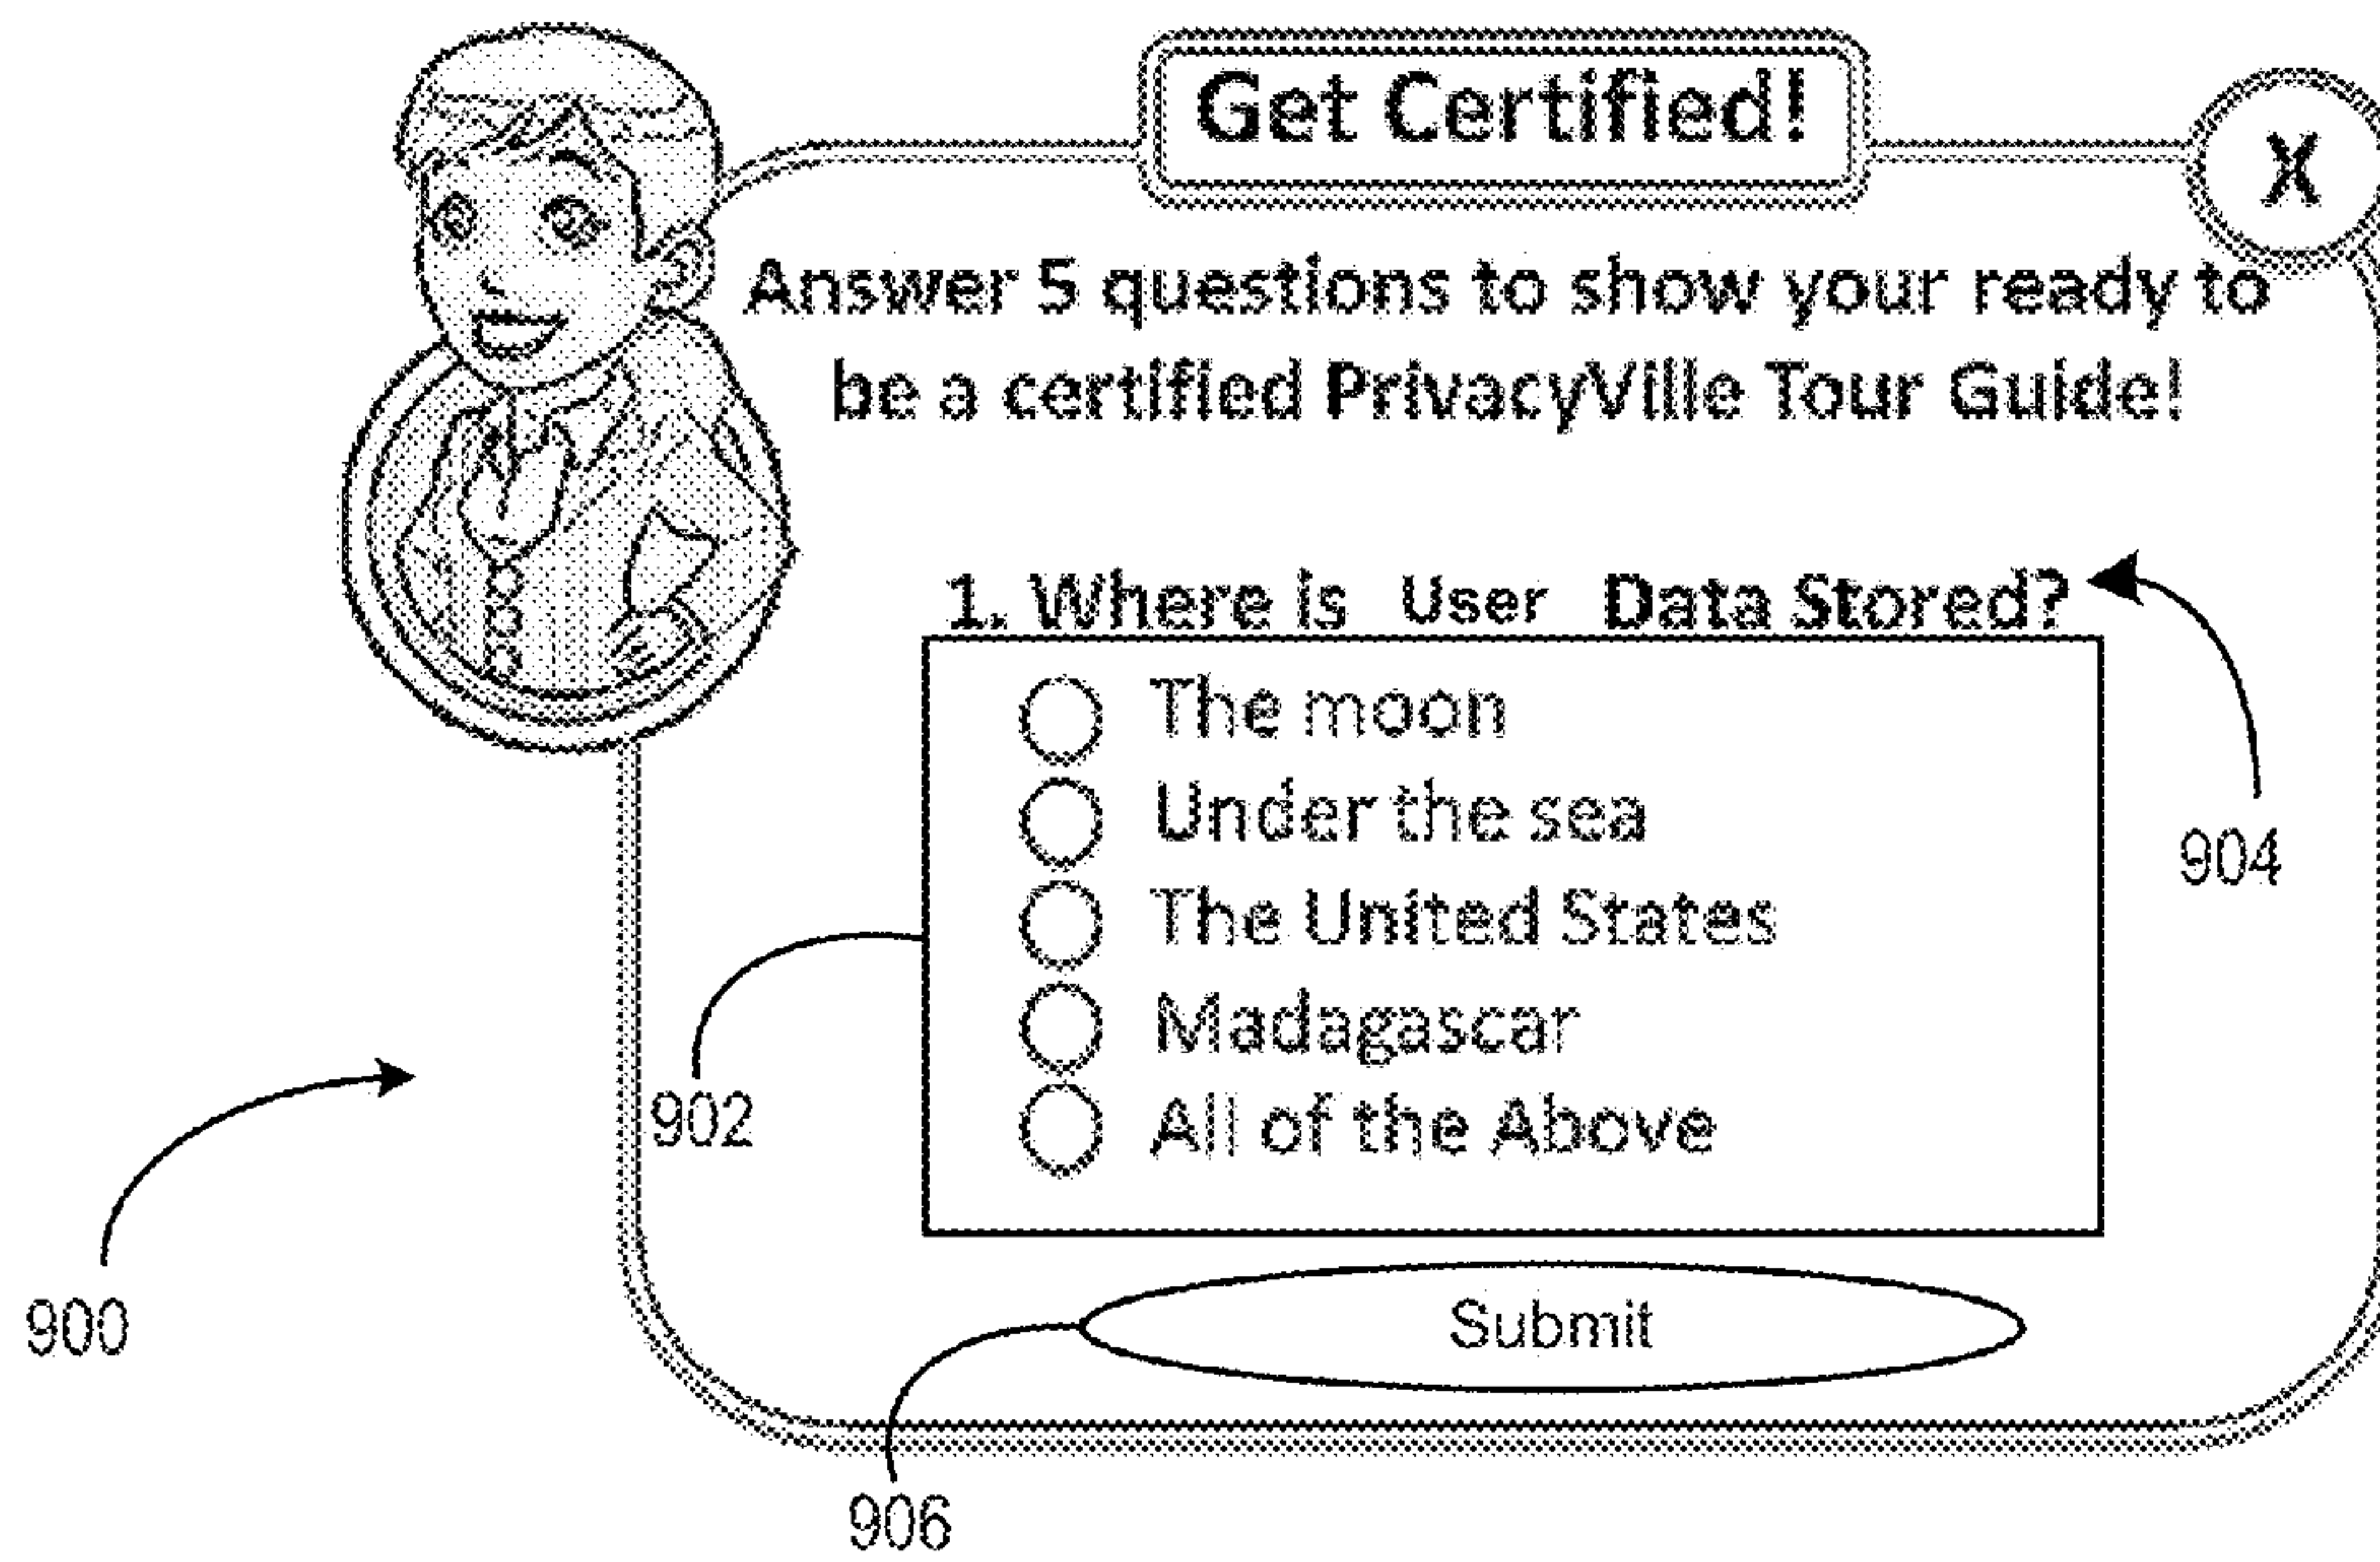 Get Certified!
X
Answer 5 questions to show your ready to
be a certified PrivacyVille Tour Guide!
1. Where is User Data Stored?
The moon
Under the sea
904
The United States
Madagascar
902
All of the Above
900
Submit
906